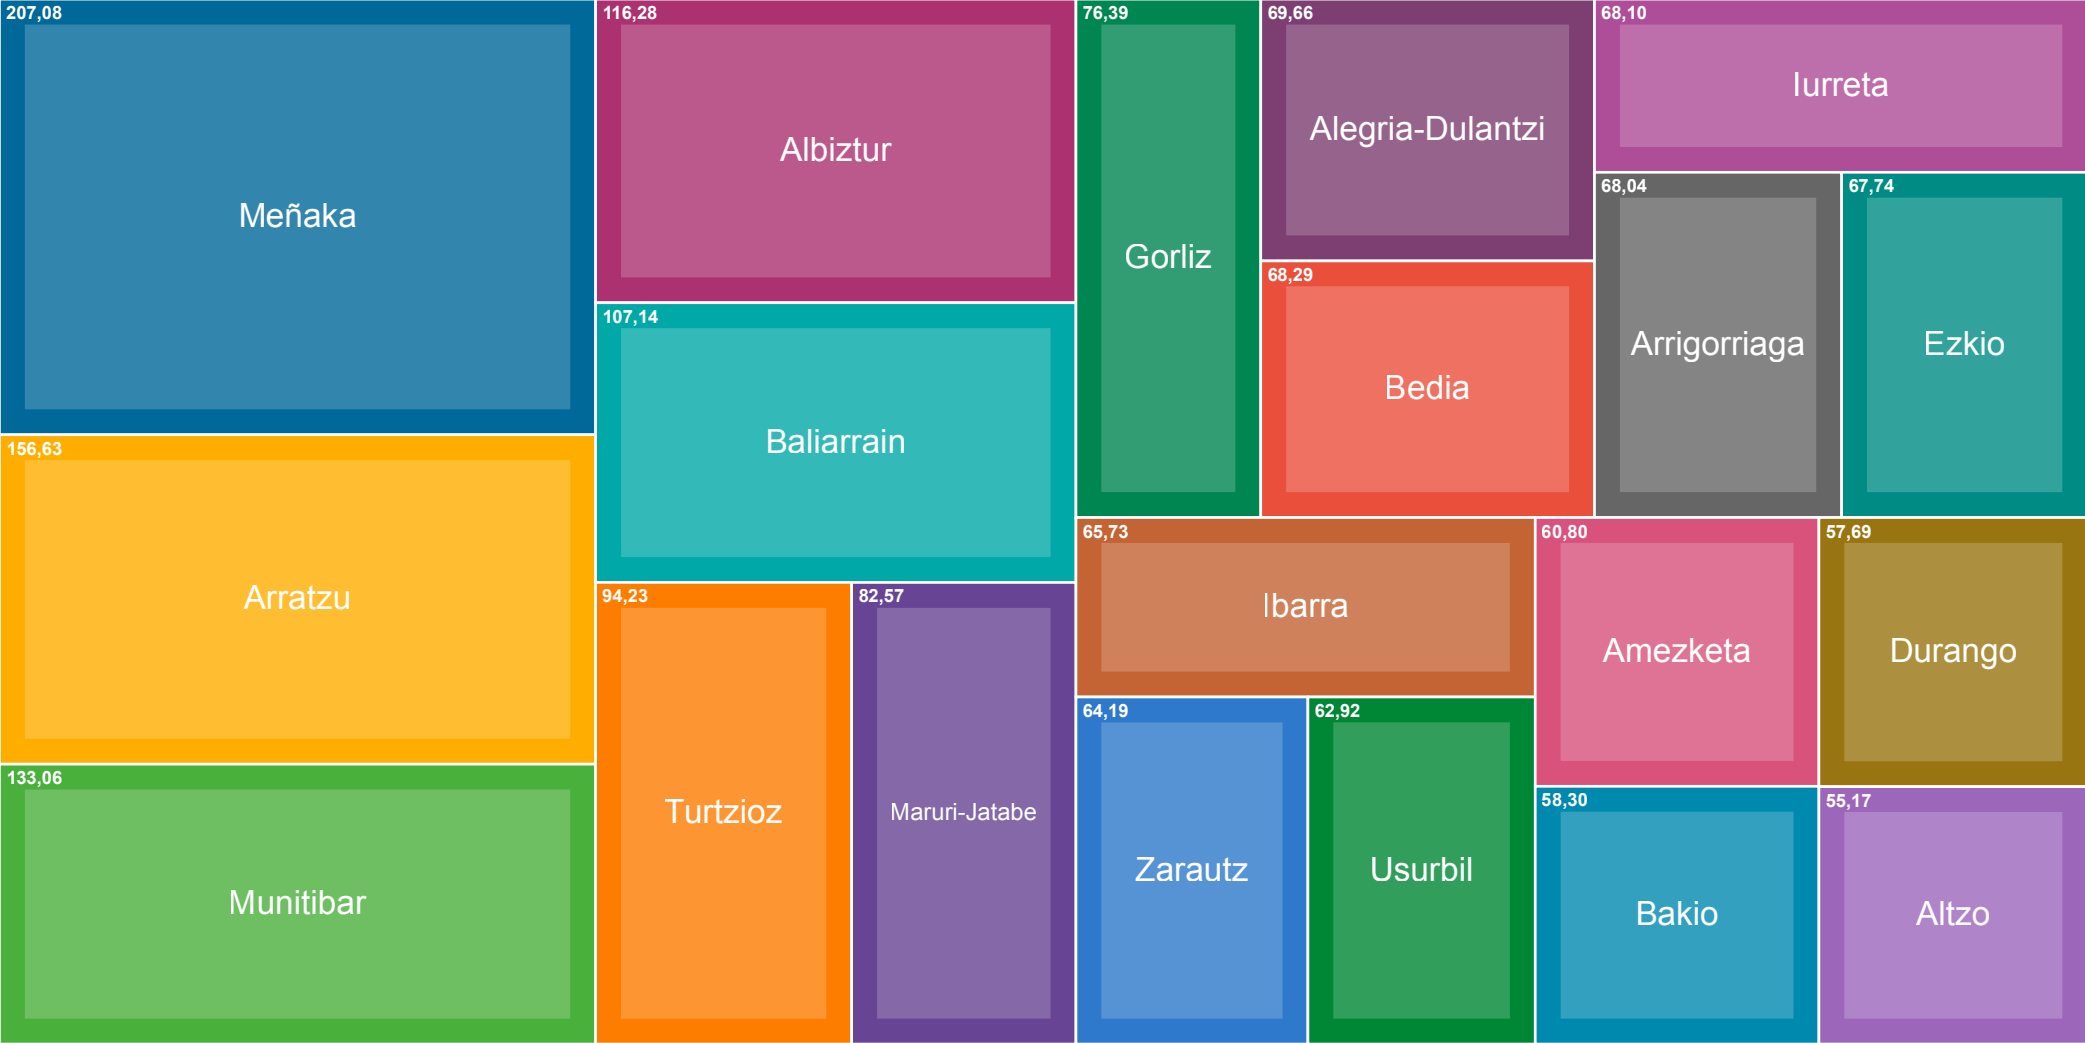 207,08
Meñaka
156,63
Arratzu
133,06
Munitibar
116,28
Albiztur
107,14
Baliarrain
94,23
Turtzioz
82,57
Maruri-Jatabe
76,39
Gorliz
69,66
Alegria-Dulantzi
68,29
Bedia
68,10
Iurreta
68,04
Arrigorriaga
67,74
Ezkio
65,73
Ibarra
64,19
Zarautz
62,92
Usurbil
60,80
Amezketa
58,30
Bakio
57,69
Durango
55,17
Altzo